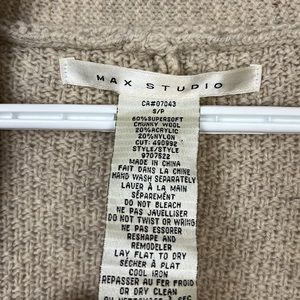 MAX STUDIO
CA#07043
S/P
60%SUPERSOFT
CHUNKY WOOL
20%ACRYLIC
20%NYLON
CUT: 490992
STYLE/STYLE
9707S22
MADE IN CHINA
FAIT DANS LA CHINA
HAND WASH SEPARATELY
LAVER À LA MAIN
SÉPAREMENT
DO NOT BLEACH
NE PAS JAVELLISER
DO NOT TWIST OR WRING
NE PAS ESSORER
RESHAPE AND
REMODELER
LAY FLAT TO DRY
SÉCHER À PLAT
COOL IRON
REPASSER AU FER FROID
OR DRY CLEAN